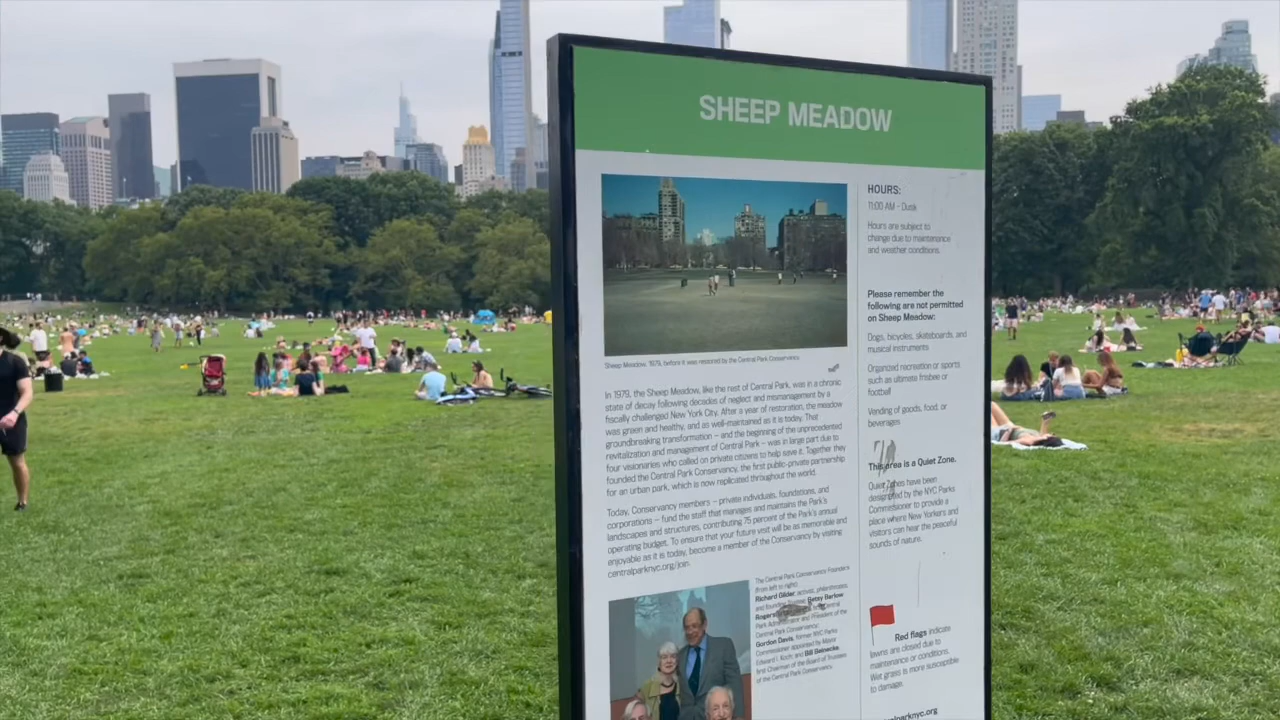 SHEEP MEADOW
Sheep Meadow, 1979, before it was restored by the Central Park Conservancy.
In 1979, the Sheep Meadow, like the rest of Central Park, was in a chronic
state of decay following decades of neglect and mismanagement by a
fiscally challenged New York City. After a year of restoration, the meadow
was green and healthy, and as well-maintained as it is today. That
groundbreaking transformation – and the beginning of the unprecedented
revitalization and management of Central Park – was in large part due to
four visionaries who called on private citizens to help save it. Together they
founded the Central Park Conservancy, the first public-private partnership
for an urban park, which is now replicated throughout the world.
Today, Conservancy members – private individuals, foundations, and
corporations – fund the staff that manages and maintains the Park's
landscapes and structures, contributing 75 percent of the Park's annual
operating budget. To ensure that your future visit will be as memorable and
enjoyable as it is today, become a member of the Conservancy by visiting
centralparknyc.org/join.
The Central Park Conservancy Founders
(from left to right)
Richard Gilder, activist, philanthropist,
and founding Trustee; Betsy Barlow
Rogers, Central
Park Administrator and President of the
Central Park Conservancy;
Gordon Davis, former NYC Parks
Commissioner appointed by Mayor
Edward I. Koch; and Bill Beinecke,
first Chairman of the Board of Trustees
of the Central Park Conservancy.
HOURS:
11:00 AM - Dusk
Hours are subject to
change due to maintenance
and weather conditions.
Please remember the
following are not permitted
on Sheep Meadow:
Dogs, bicycles, skateboards, and
musical instruments
Organized recreation or sports
such as ultimate frisbee or
football
Vending of goods, food, or
beverages
This area is a Quiet Zone.
Quiet Zones have been
designated by the NYC Parks
Commissioner to provide a
place where New Yorkers and
visitors can hear the peaceful
sounds of nature.
Red flags indicate
lawns are closed due to
maintenance or conditions.
Wet grass is more susceptible
to damage.